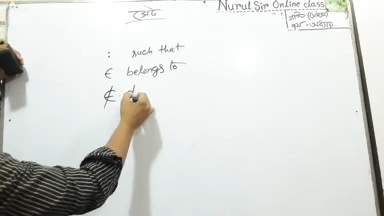 সেট
Nurul Sir Online class
: such that
∈ belongs to
∉ d